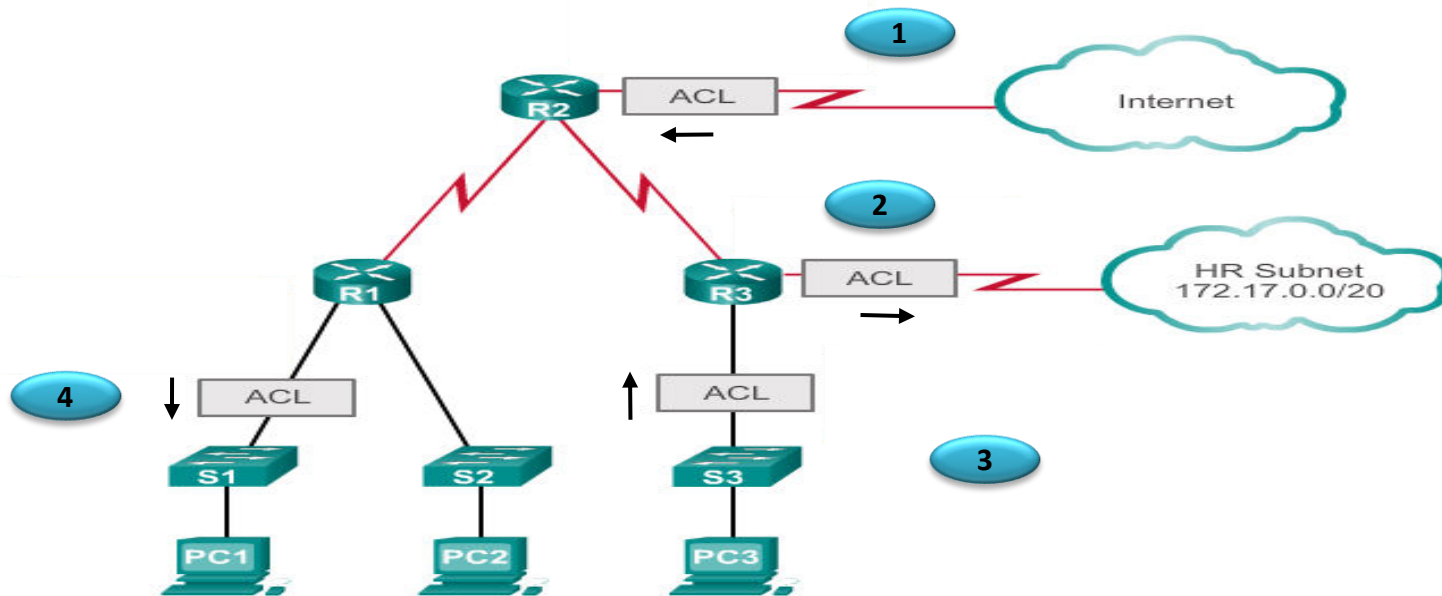 1
R2
ACL
Internet
2
R1
R3
ACL
HR Subnet
172.17.0.0/20
4
ACL
ACL
3
S1
S2
S3
PC1
PC2
PC3